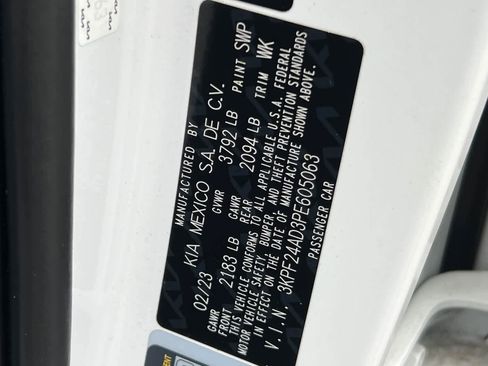 MANUFACTURED BY
02/23 KIA MEXICO S.A. DE C.V.
GVWR 3792 LB PAINT SWP
GAWR FRONT 2183 LB GAWR REAR 2094 LB TRIM WK
THIS VEHICLE CONFORMS TO ALL APPLICABLE U.S.A. FEDERAL
MOTOR VEHICLE SAFETY, BUMPER, AND THEFT PREVENTION STANDARDS
IN EFFECT ON THE DATE OF MANUFACTURE SHOWN ABOVE.
V.I.N. 3KPF24AD3PE605063
PASSENGER CAR